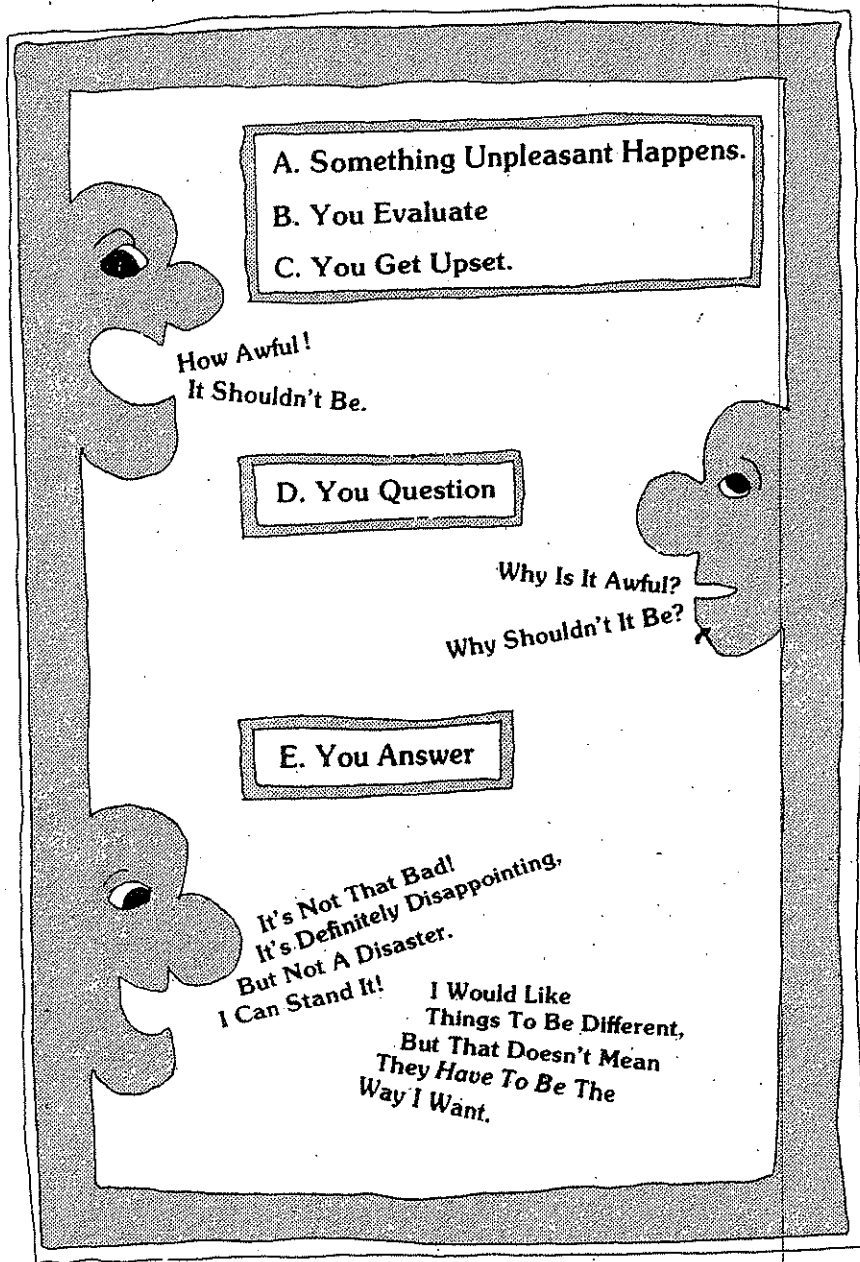 A. Something Unpleasant Happens.
B. You Evaluate
C. You Get Upset.
How Awful!
It Shouldn't Be.
D. You Question
Why Is It Awful?
Why Shouldn't It Be?
E. You Answer
It's Not That Bad!
It's Definitely Disappointing,
But Not A Disaster.
I Can Stand It!
I Would Like
Things To Be Different,
But That Doesn't Mean
They Have To Be The
Way I Want.